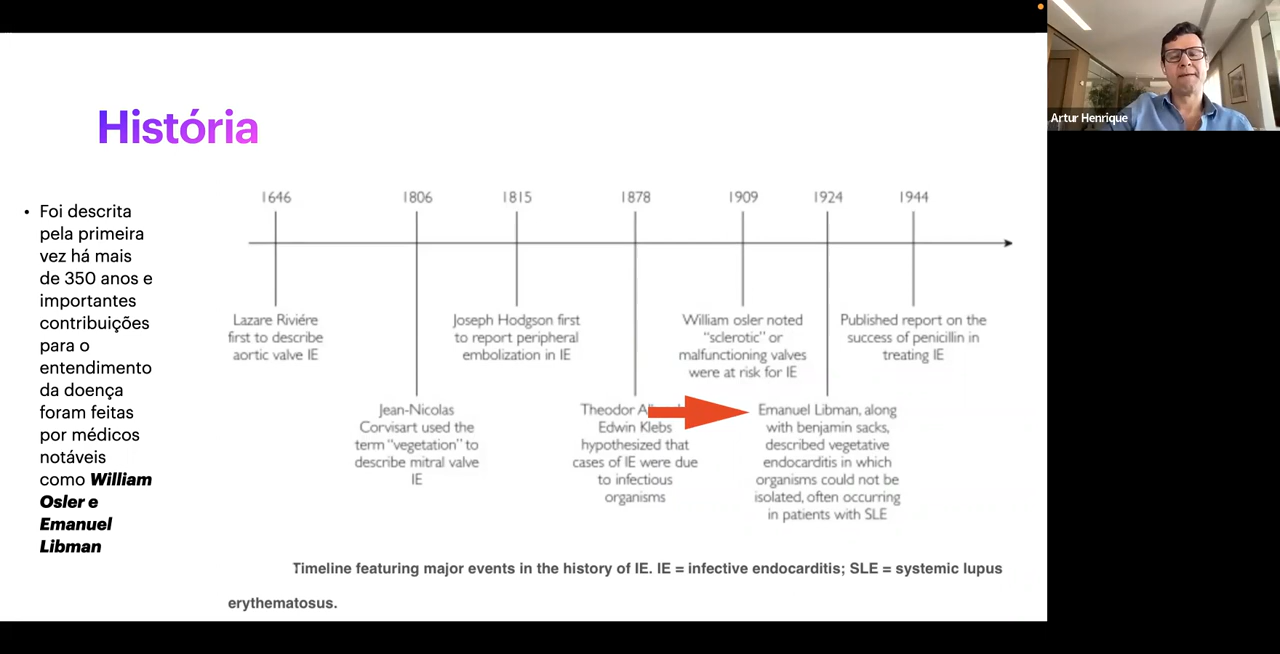 História
• Foi descrita
pela primeira
vez há mais
de 350 anos e
importantes
contribuições
para o
entendimento
da doença
foram feitas
por médicos
notáveis
como William
Osler e
Emanuel
Libman
1646
1806
1815
1878
1909
1924
1944
Lazare Riviére
first to describe
aortic valve IE
Joseph Hodgson first
to report peripheral
embolization in IE
William osler noted
"sclerotic" or
malfunctioning valves
were at risk for IE
Published report on the
success of penicillin in
treating IE
Jean-Nicolas
Corvisart used the
term "vegetation" to
describe mitral valve
IE
Theodor
Edwin Klebs
hypothesized that
cases of IE were due
to infectious
organisms
Emanuel Libman, along
with benjamin sacks,
described vegetative
endocarditis in which
organisms could not be
isolated, often occurring
in patients with SLE
Timeline featuring major events in the history of IE. IE = infective endocarditis; SLE = systemic lupus
erythematosus.
Artur Henrique